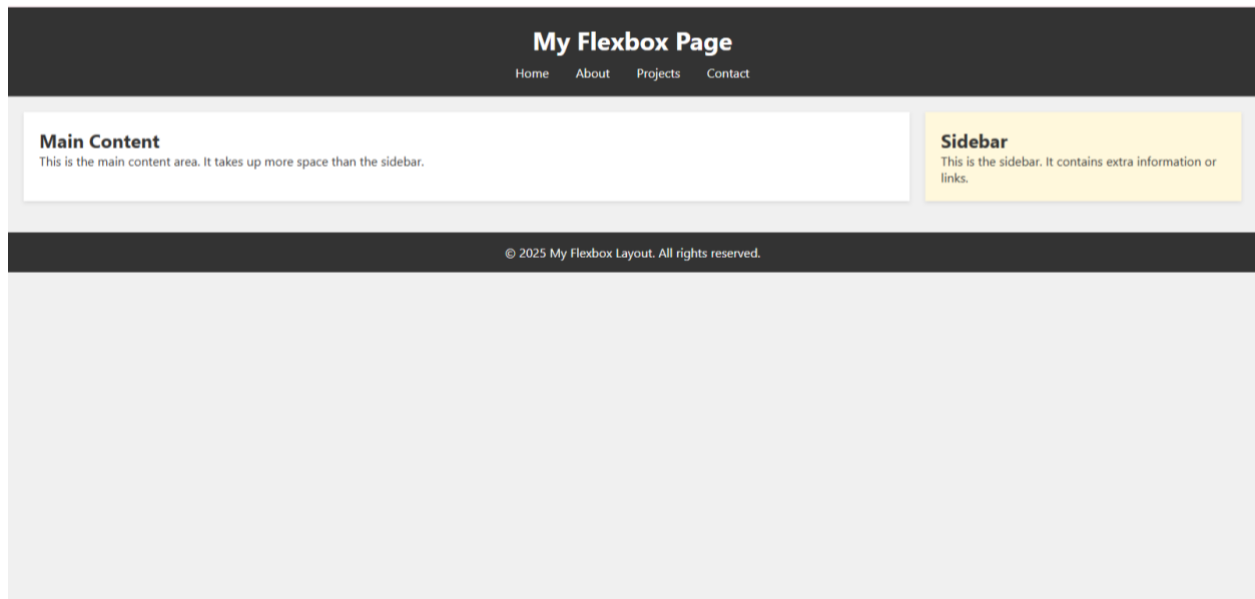 My Flexbox Page
Home About Projects Contact
Main Content
This is the main content area. It takes up more space than the sidebar.
Sidebar
This is the sidebar. It contains extra information or
links.
© 2025 My Flexbox Layout. All rights reserved.